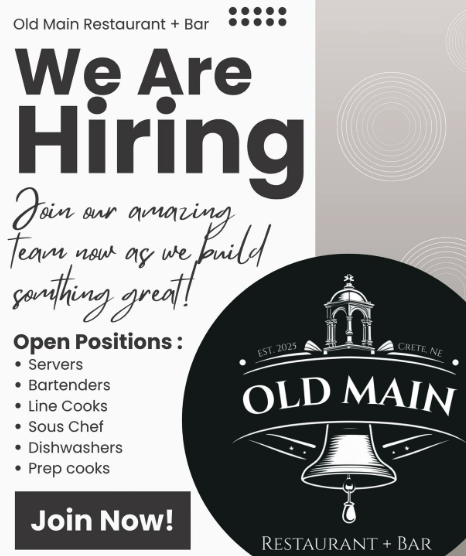 Old Main Restaurant + Bar
We Are
Hiring
Join our amazing
team now as we build
somthing great!
Open Positions :
• Servers
• Bartenders
• Line Cooks
• Sous Chef
• Dishwashers
• Prep cooks
Join Now!
EST. 2025
CRETE, NE
OLD MAIN
RESTAURANT + BAR